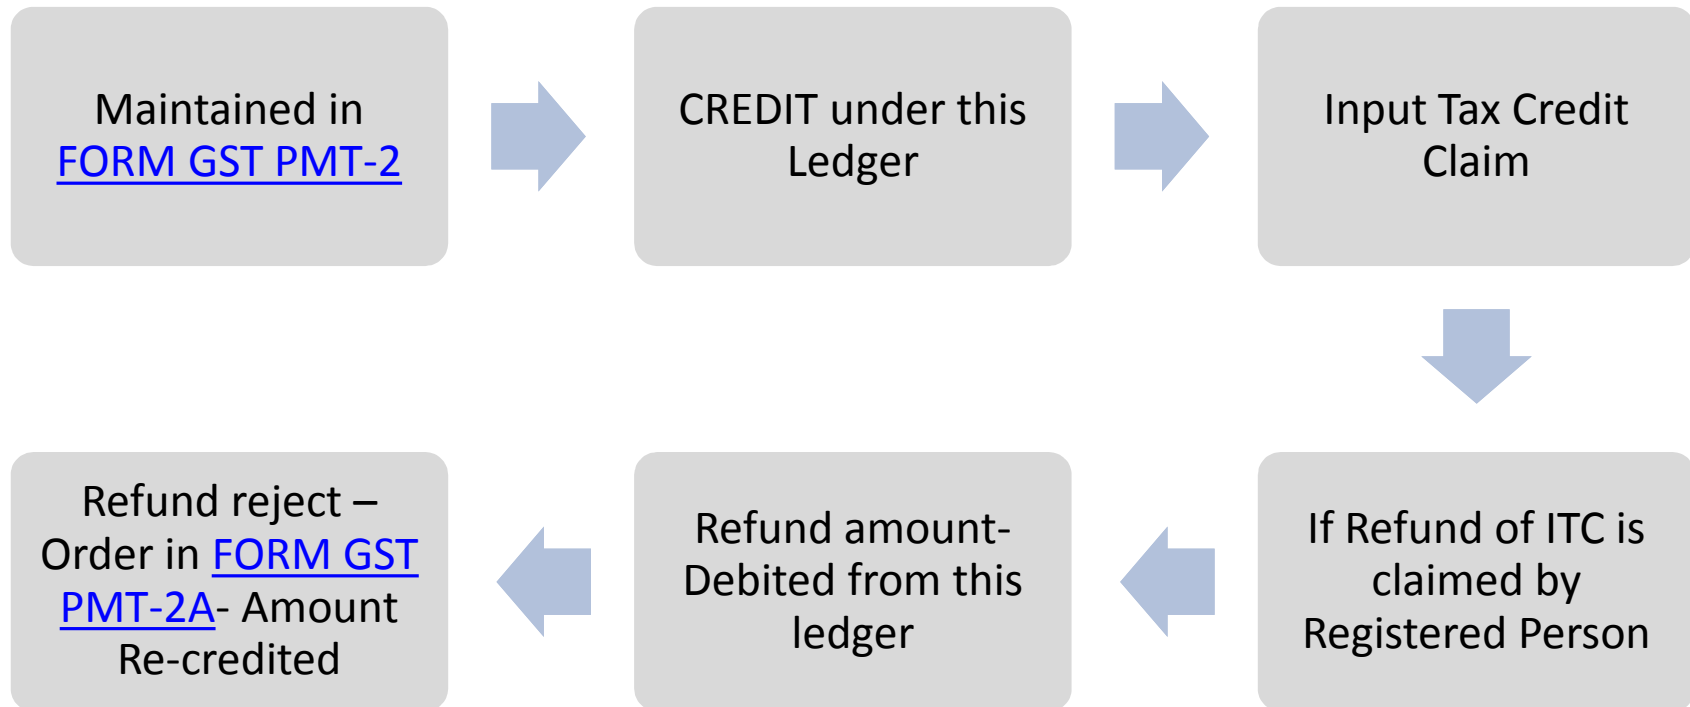 Maintained in
FORM GST PMT-2
CREDIT under this
Ledger
Input Tax Credit
Claim
If Refund of ITC is
claimed by
Registered Person
Refund amount-
Debited from this
ledger
Refund reject –
Order in FORM GST
PMT-2A- Amount
Re-credited